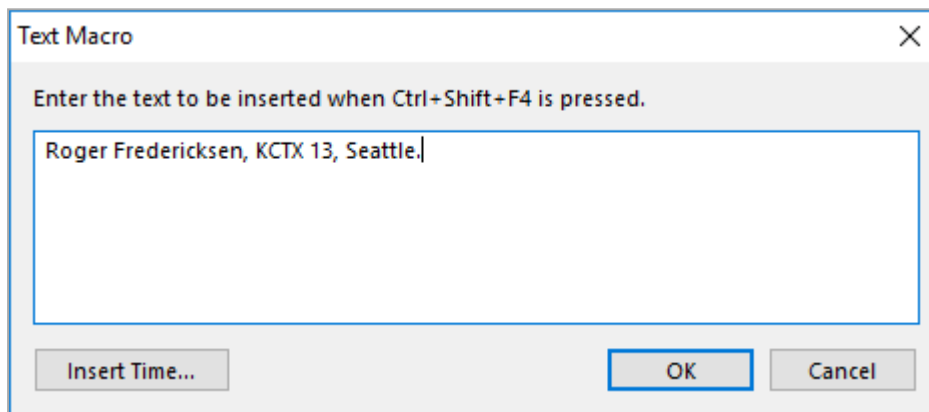 Text Macro
Enter the text to be inserted when Ctrl+Shift+F4 is pressed.
Roger Fredericksen, KCTX 13, Seattle.
Insert Time...
OK
Cancel